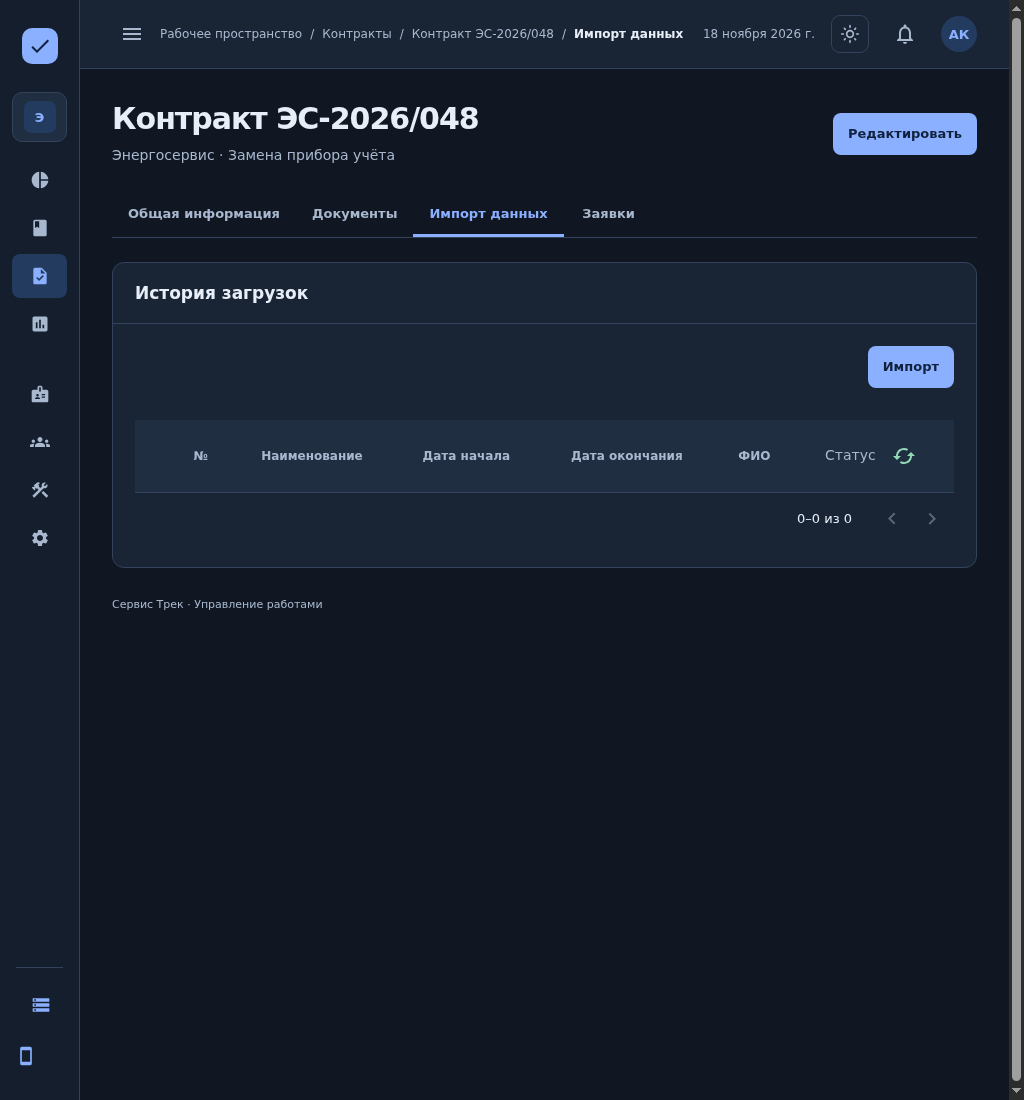 Рабочее пространство / Контракты / Контракт ЭС-2026/048 / Импорт данных 18 ноября 2026 г. АК
Э
Контракт ЭС-2026/048
Энергосервис · Замена прибора учёта
Редактировать
Общая информация Документы Импорт данных Заявки
История загрузок
Импорт
№ Наименование Дата начала Дата окончания ФИО Статус
0–0 из 0
Сервис Трек · Управление работами